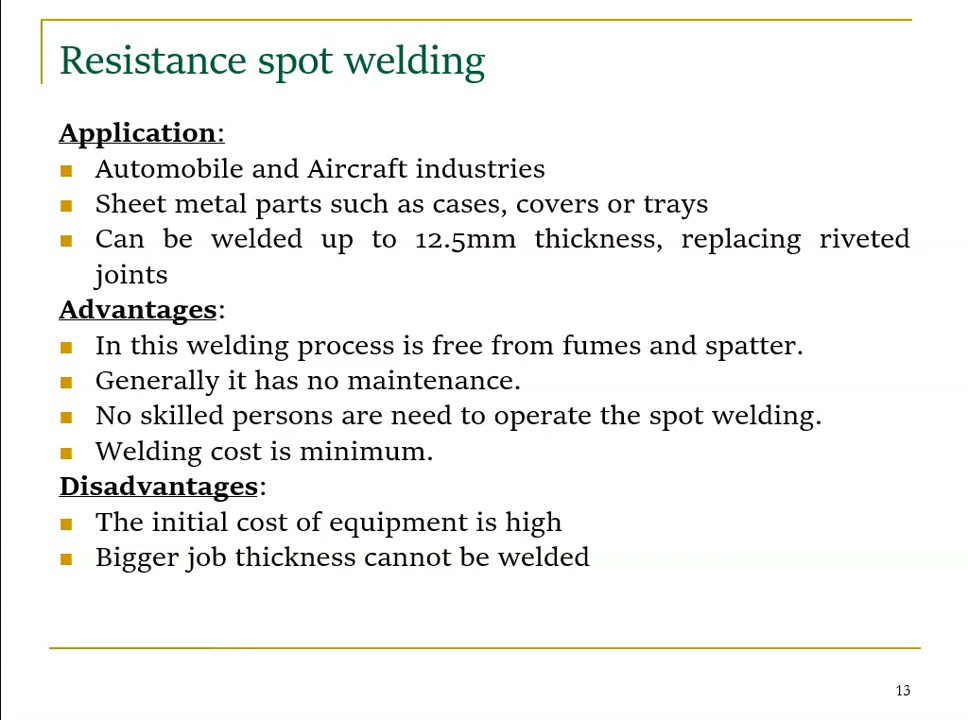 Resistance spot welding
Application:
Automobile and Aircraft industries
Sheet metal parts such as cases, covers or trays
Can be welded up to 12.5mm thickness, replacing riveted
joints
Advantages:
In this welding process is free from fumes and spatter.
Generally it has no maintenance.
No skilled persons are need to operate the spot welding.
Welding cost is minimum.
Disadvantages:
The initial cost of equipment is high
Bigger job thickness cannot be welded
13